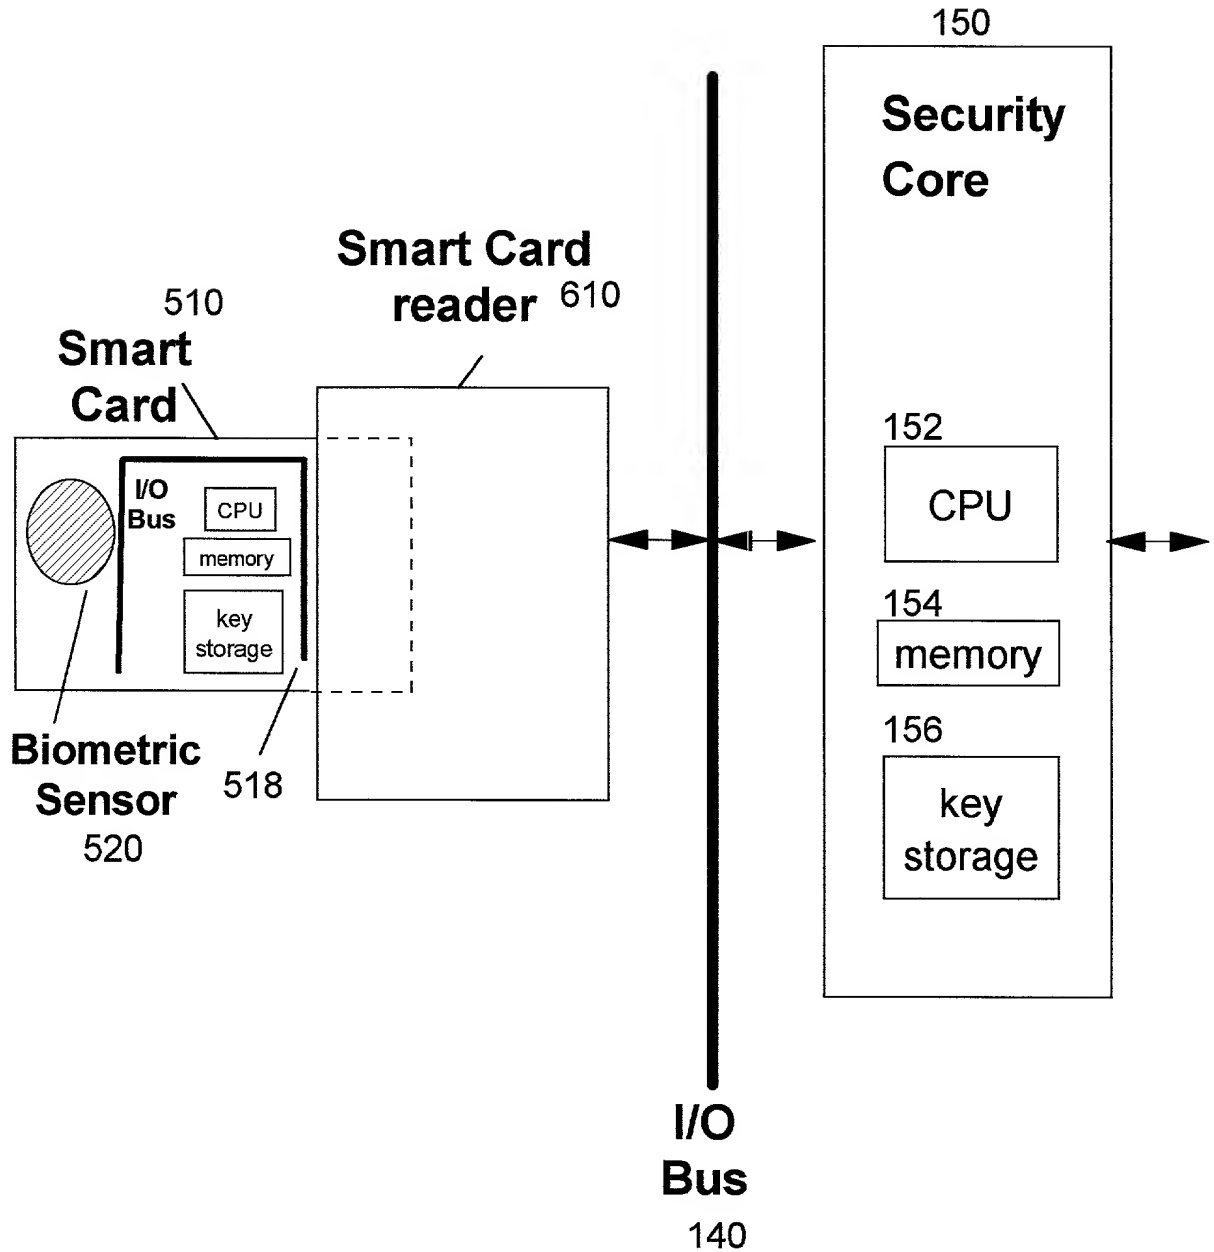 150
Security
Core
Smart Card
reader 610
510
Smart
Card
152
CPU
I/O
Bus
CPU
memory
key
storage
154
memory
156
key
storage
Biometric
Sensor
520
518
I/O
Bus
140